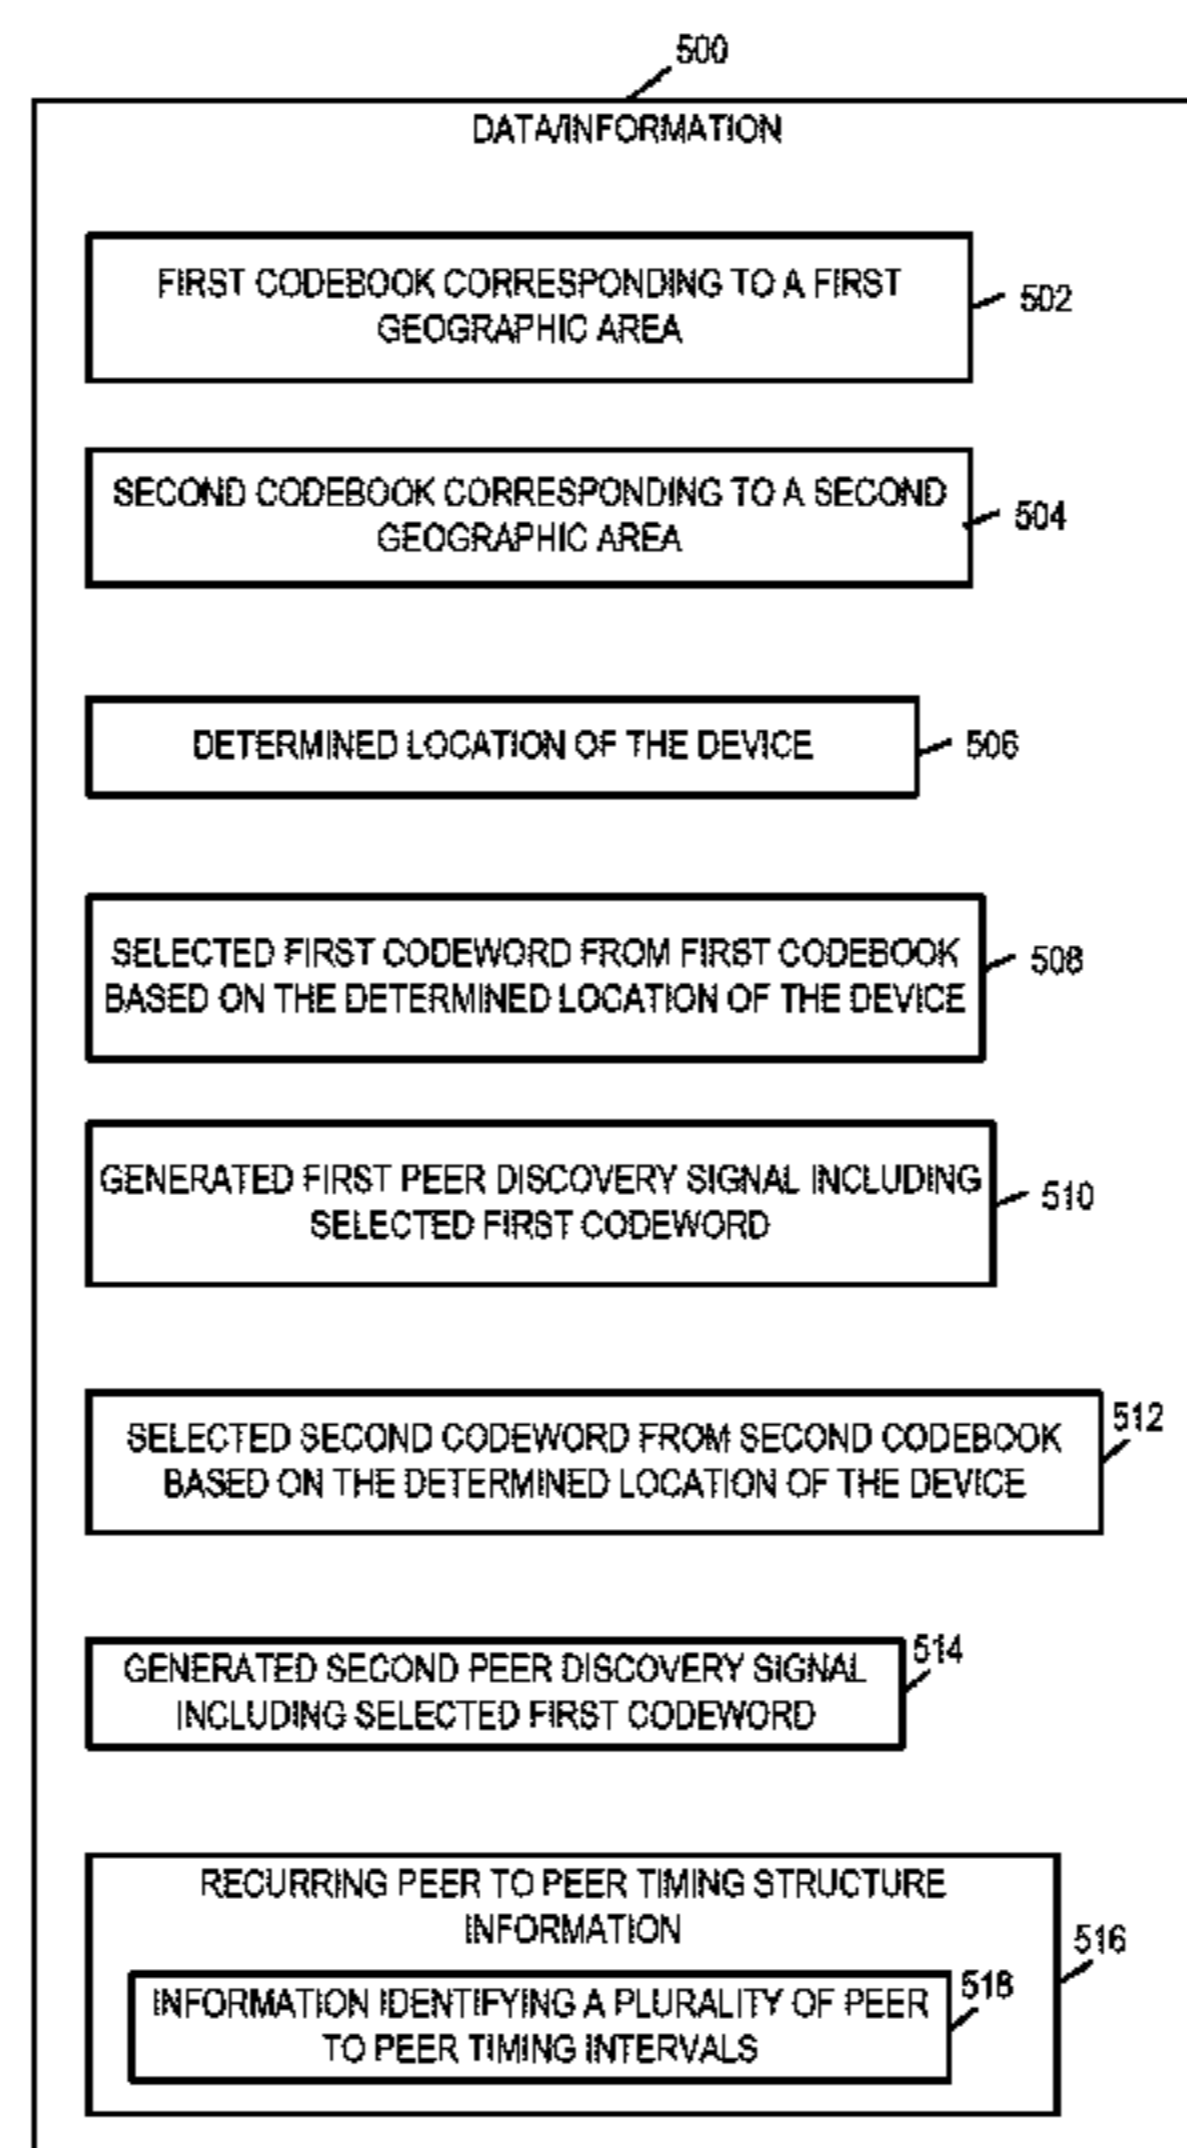 500
DATA/INFORMATION
FIRST CODEBOOK CORRESPONDING TO A FIRST
GEOGRAPHIC AREA
502
SECOND CODEBOOK CORRESPONDING TO A SECOND
GEOGRAPHIC AREA
504
DETERMINED LOCATION OF THE DEVICE
506
SELECTED FIRST CODEWORD FROM FIRST CODEBOOK
BASED ON THE DETERMINED LOCATION OF THE DEVICE
508
GENERATED FIRST PEER DISCOVERY SIGNAL INCLUDING
SELECTED FIRST CODEWORD
510
SELECTED SECOND CODEWORD FROM SECOND CODEBOOK
BASED ON THE DETERMINED LOCATION OF THE DEVICE
512
GENERATED SECOND PEER DISCOVERY SIGNAL
INCLUDING SELECTED FIRST CODEWORD
514
RECURRING PEER TO PEER TIMING STRUCTURE
INFORMATION
516
INFORMATION IDENTIFYING A PLURALITY OF PEER
TO PEER TIMING INTERVALS
518